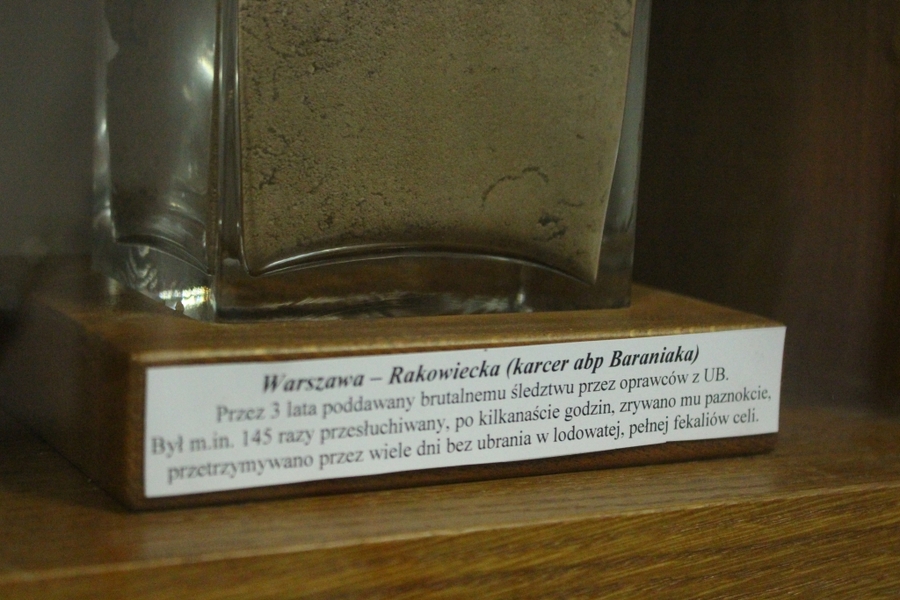 Warszawa – Rakowiecka (karcer abp Baraniaka)
Przez 3 lata poddawany brutalnemu śledztwu przez oprawców z UB.
Był m.in. 145 razy przesłuchiwany, po kilkanaście godzin, zrywano mu paznokcie,
przetrzymywano przez wiele dni bez ubrania w lodowatej, pełnej fekaliów celi.